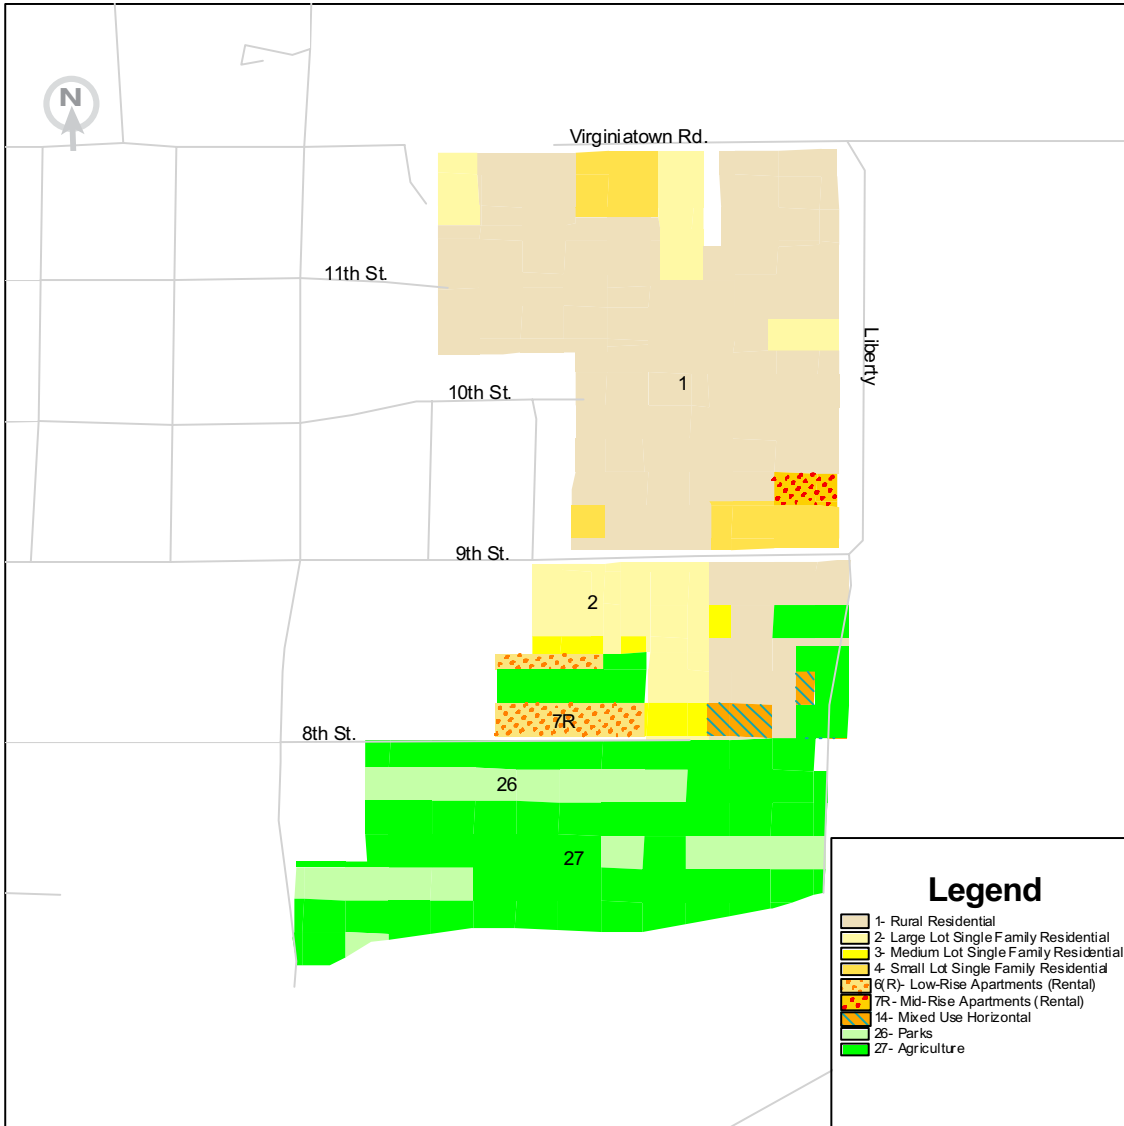 N
Virginiatown Rd.
11th St.
Liberty
1
10th St.
9th St.
2
7R
8th St.
26
27
Legend
1- Rural Residential
2- Large Lot Single Family Residential
3- Medium Lot Single Family Residential
4- Small Lot Single Family Residential
6(R)- Low-Rise Apartments (Rental)
7R- Mid-Rise Apartments (Rental)
14- Mixed Use Horizontal
26- Parks
27- Agriculture